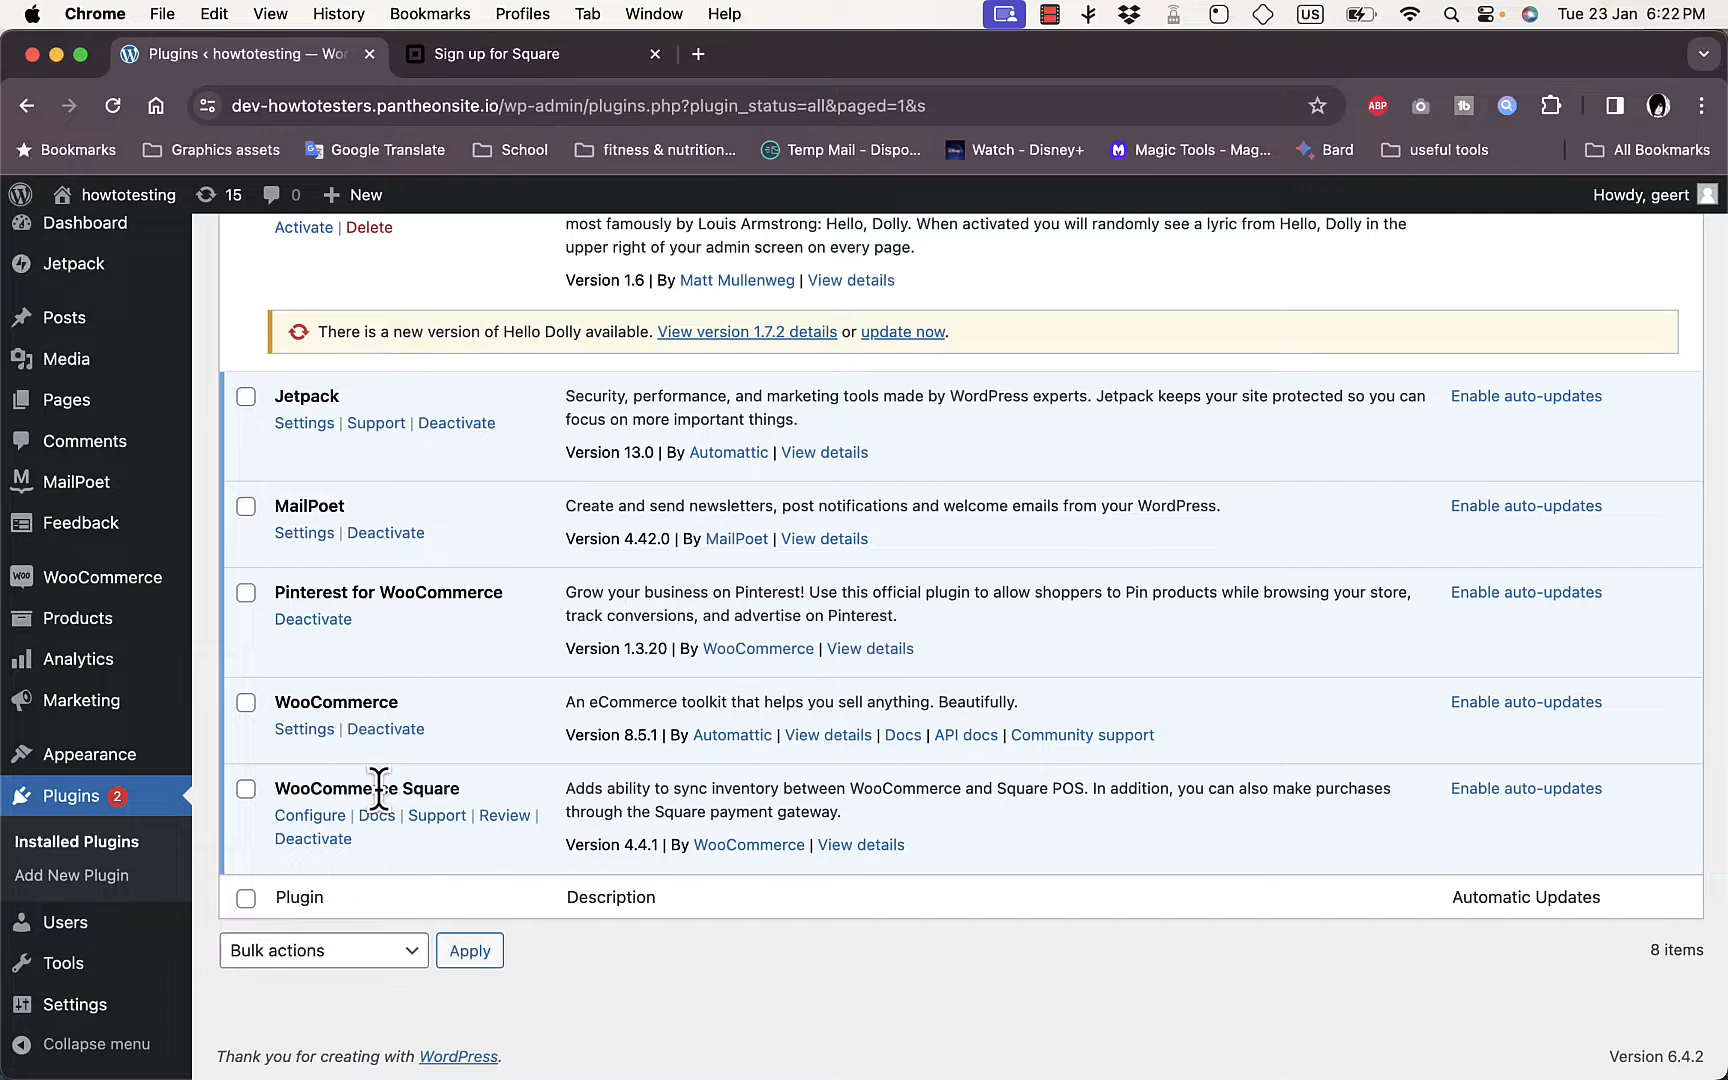 Chrome File Edit View History Bookmarks Profiles Tab Window Help US Tue 23 Jan 6:22 PM
Plugins ‹ howtotesting — Wor Sign up for Square
dev-howtotesters.pantheonsite.io/wp-admin/plugins.php?plugin_status=all&paged=1&s ABP tb
Bookmarks Graphics assets Google Translate School fitness & nutrition... Temp Mail - Dispo... Watch - Disney+ Magic Tools - Mag... Bard useful tools All Bookmarks
howtotesting 15 0 New Howdy, geert
Dashboard
Jetpack
Posts
Media
Pages
Comments
MailPoet
Feedback
WooCommerce
Products
Analytics
Marketing
Appearance
Plugins 2
Installed Plugins
Add New Plugin
Users
Tools
Settings
Collapse menu
Activate | Delete
most famously by Louis Armstrong: Hello, Dolly. When activated you will randomly see a lyric from Hello, Dolly in the
upper right of your admin screen on every page.
Version 1.6 | By Matt Mullenweg | View details
There is a new version of Hello Dolly available. View version 1.7.2 details or update now.
Jetpack
Settings | Support | Deactivate
Security, performance, and marketing tools made by WordPress experts. Jetpack keeps your site protected so you can
focus on more important things.
Version 13.0 | By Automattic | View details
Enable auto-updates
MailPoet
Settings | Deactivate
Create and send newsletters, post notifications and welcome emails from your WordPress.
Version 4.42.0 | By MailPoet | View details
Enable auto-updates
Pinterest for WooCommerce
Deactivate
Grow your business on Pinterest! Use this official plugin to allow shoppers to Pin products while browsing your store,
track conversions, and advertise on Pinterest.
Version 1.3.20 | By WooCommerce | View details
Enable auto-updates
WooCommerce
Settings | Deactivate
An eCommerce toolkit that helps you sell anything. Beautifully.
Version 8.5.1 | By Automattic | View details | Docs | API docs | Community support
Enable auto-updates
WooCommerce Square
Configure | Docs | Support | Review |
Deactivate
Adds ability to sync inventory between WooCommerce and Square POS. In addition, you can also make purchases
through the Square payment gateway.
Version 4.4.1 | By WooCommerce | View details
Enable auto-updates
Plugin Description Automatic Updates
Bulk actions Apply 8 items
Thank you for creating with WordPress. Version 6.4.2